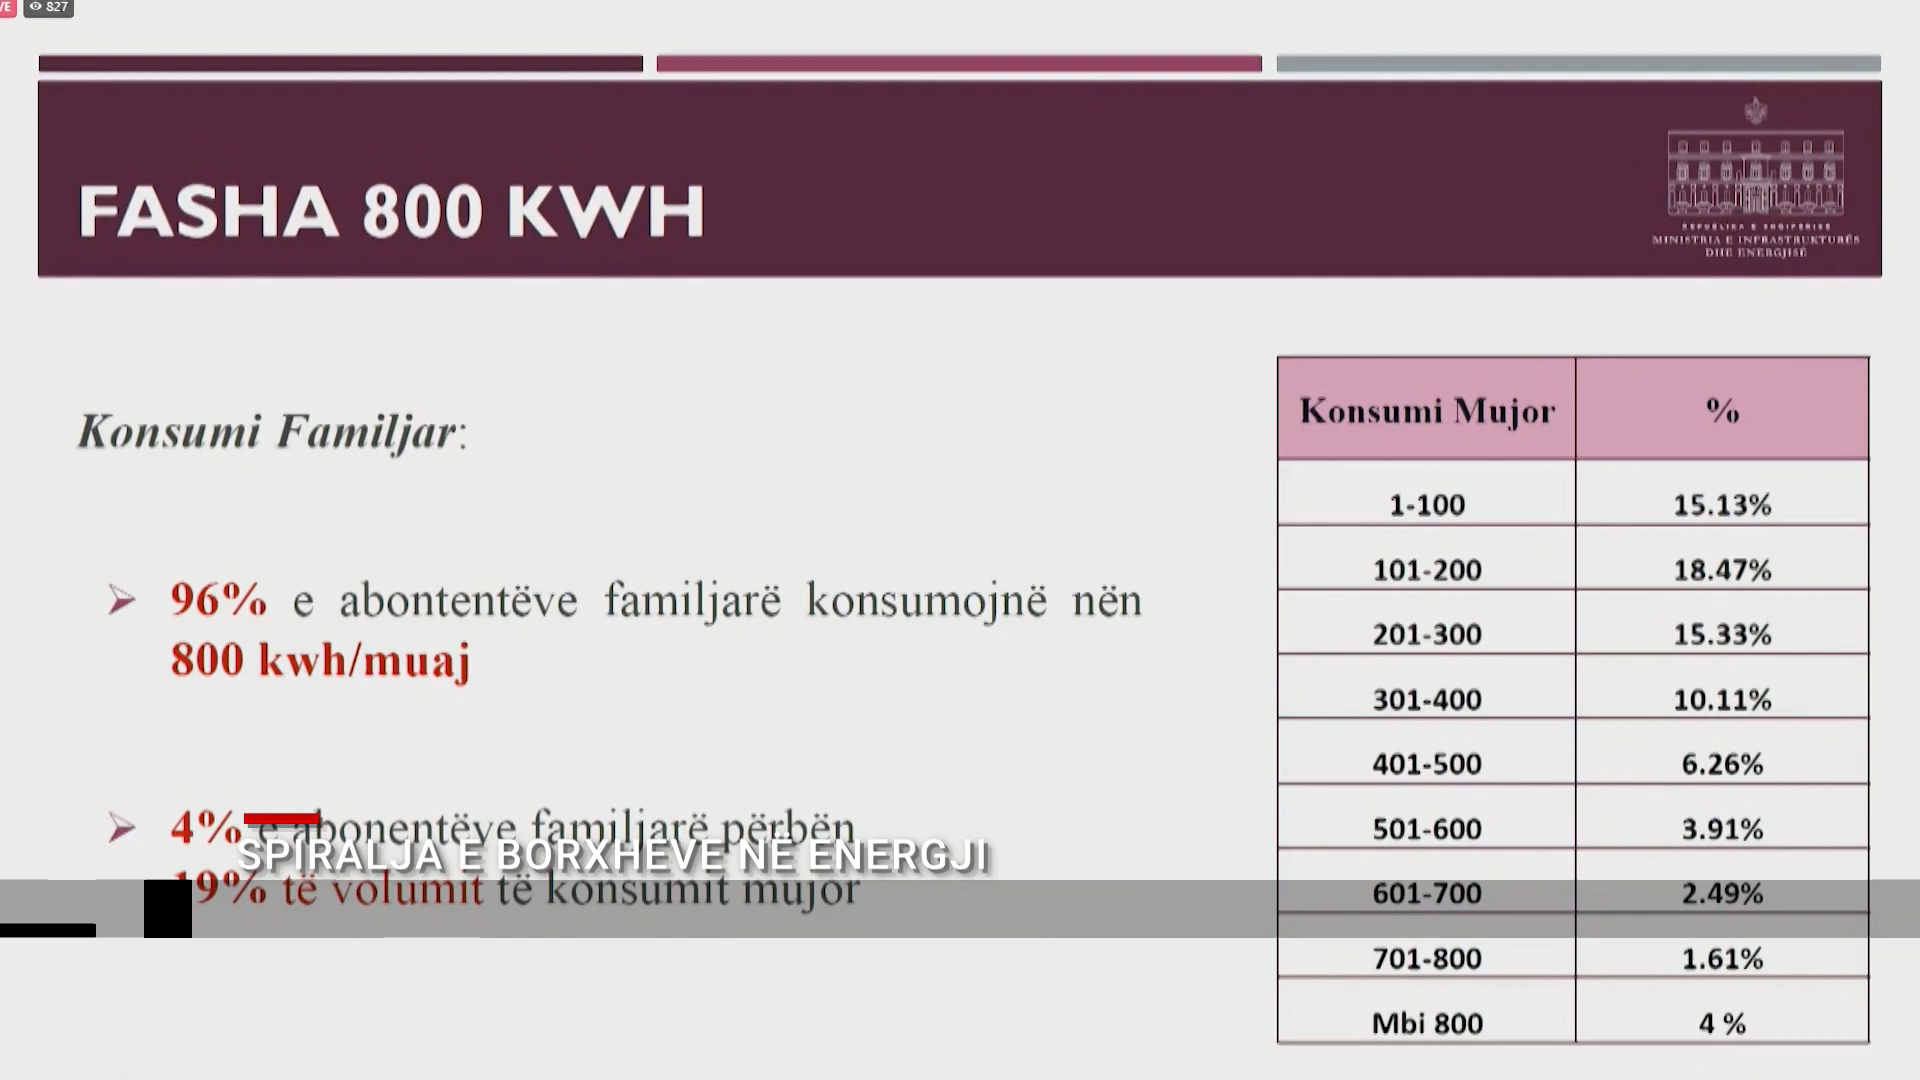 VE 827
FASHA 800 KWH
REPUBLIKA E SHQIPËRISË
MINISTRIA E INFRASTRUKTURËS
DHE ENERGJISË
Konsumi Familjar:
96% e abontentëve familjarë konsumojnë nën
800 kwh/muaj
4% e abonentëve familjarë përbën
19% të volumit të konsumit mujor
SPIRALJA E BORXHEVE NË ENERGJI
Konsumi Mujor %
1-100 15.13%
101-200 18.47%
201-300 15.33%
301-400 10.11%
401-500 6.26%
501-600 3.91%
601-700 2.49%
701-800 1.61%
Mbi 800 4 %